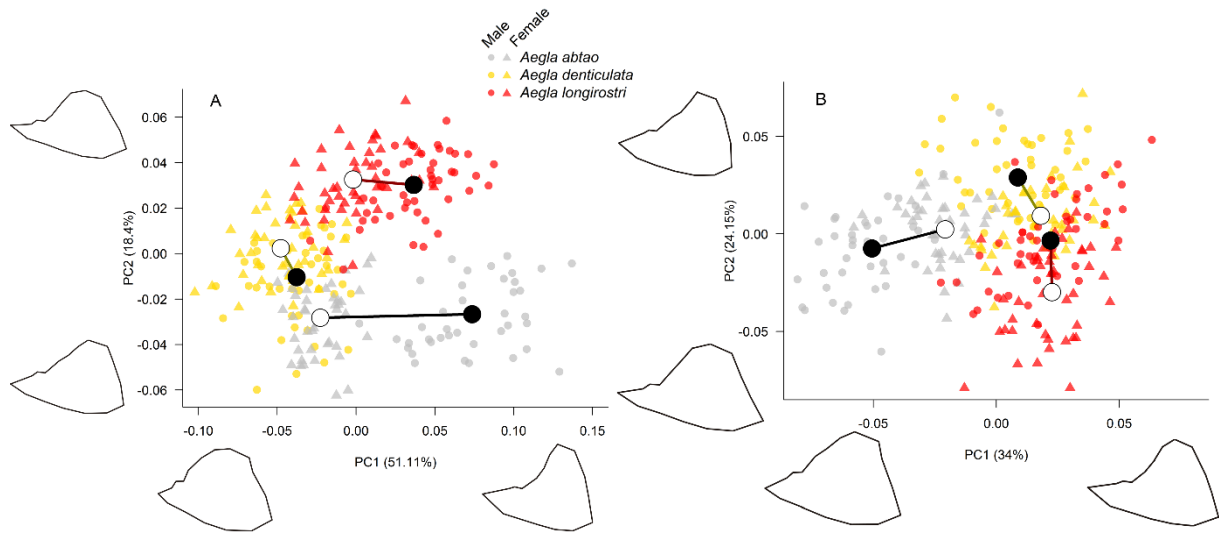 Male Female
Aegla abtao
Aegla denticulata
Aegla longirostri
A
0.06
0.04
0.02
0.00
-0.02
-0.04
-0.06
PC2 (18.4%)
-0.10 -0.05 0.00 0.05 0.10 0.15
PC1 (51.11%)
B
0.05
0.00
-0.05
PC2 (24.15%)
-0.05 0.00 0.05
PC1 (34%)